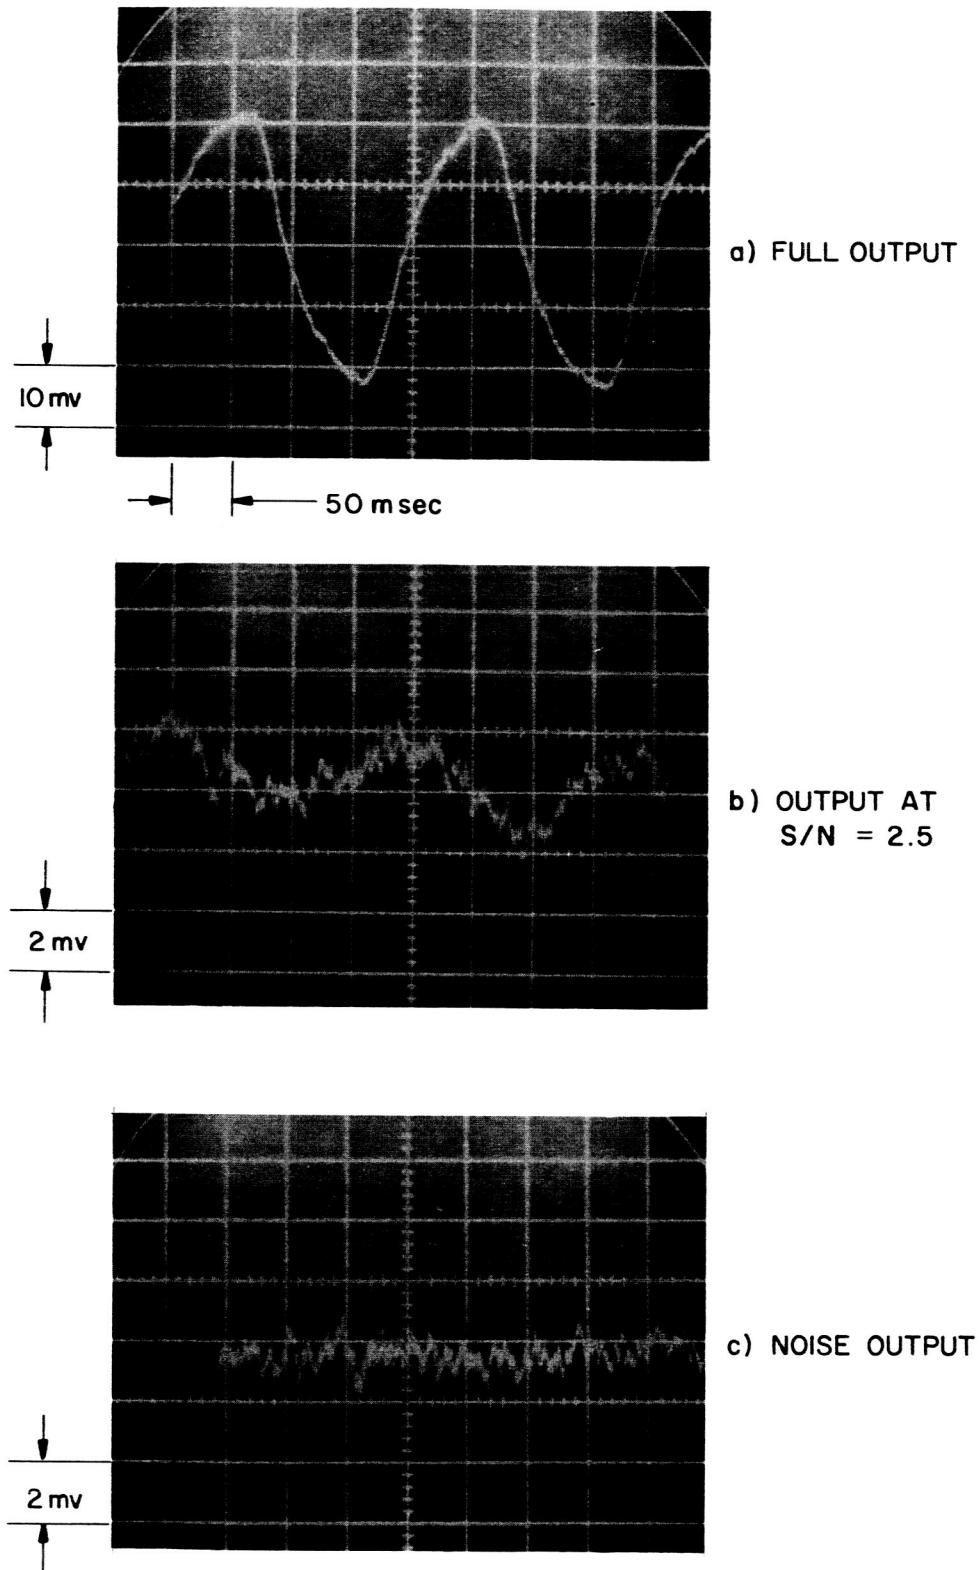 a) FULL OUTPUT
10 mv
50 msec
b) OUTPUT AT
S/N = 2.5
2 mv
c) NOISE OUTPUT
2 mv